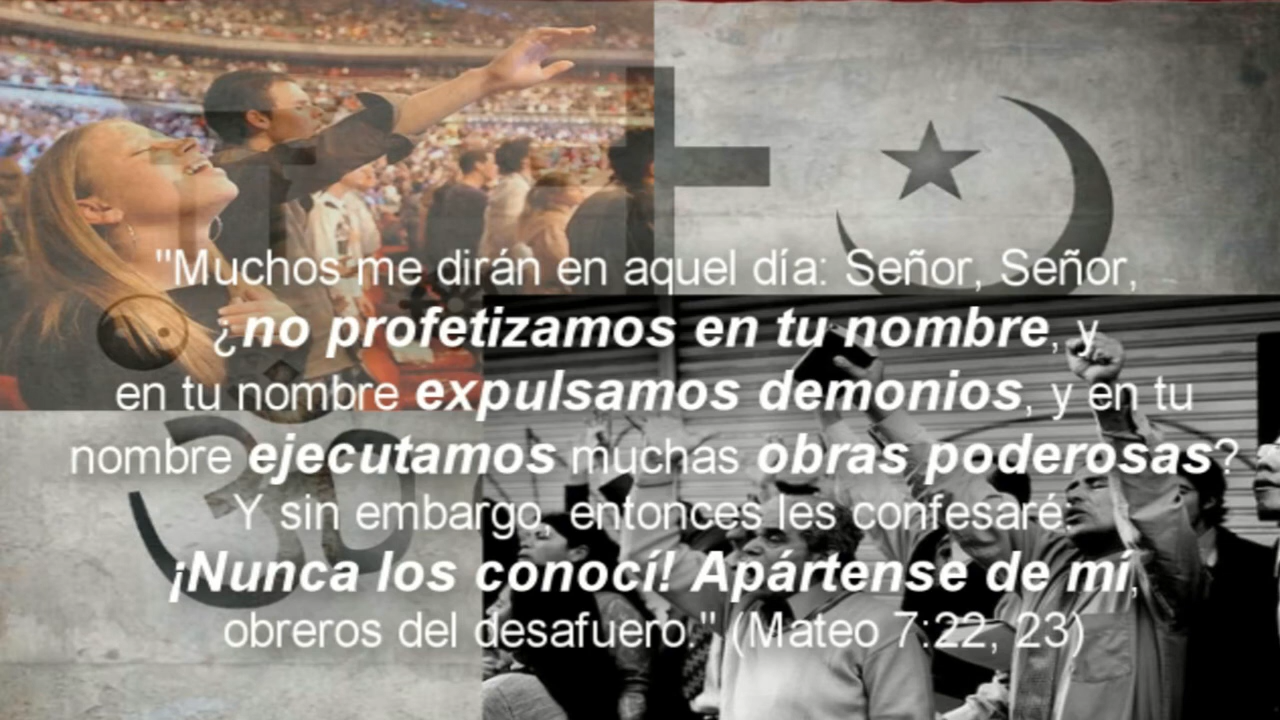 "Muchos me dirán en aquel día: Señor, Señor,
¿no profetizamos en tu nombre, y
en tu nombre expulsamos demonios, y en tu
nombre ejecutamos muchas obras poderosas?
Y sin embargo, entonces les confesaré:
¡Nunca los conocí! Apártense de mí,
obreros del desafuero." (Mateo 7:22, 23)